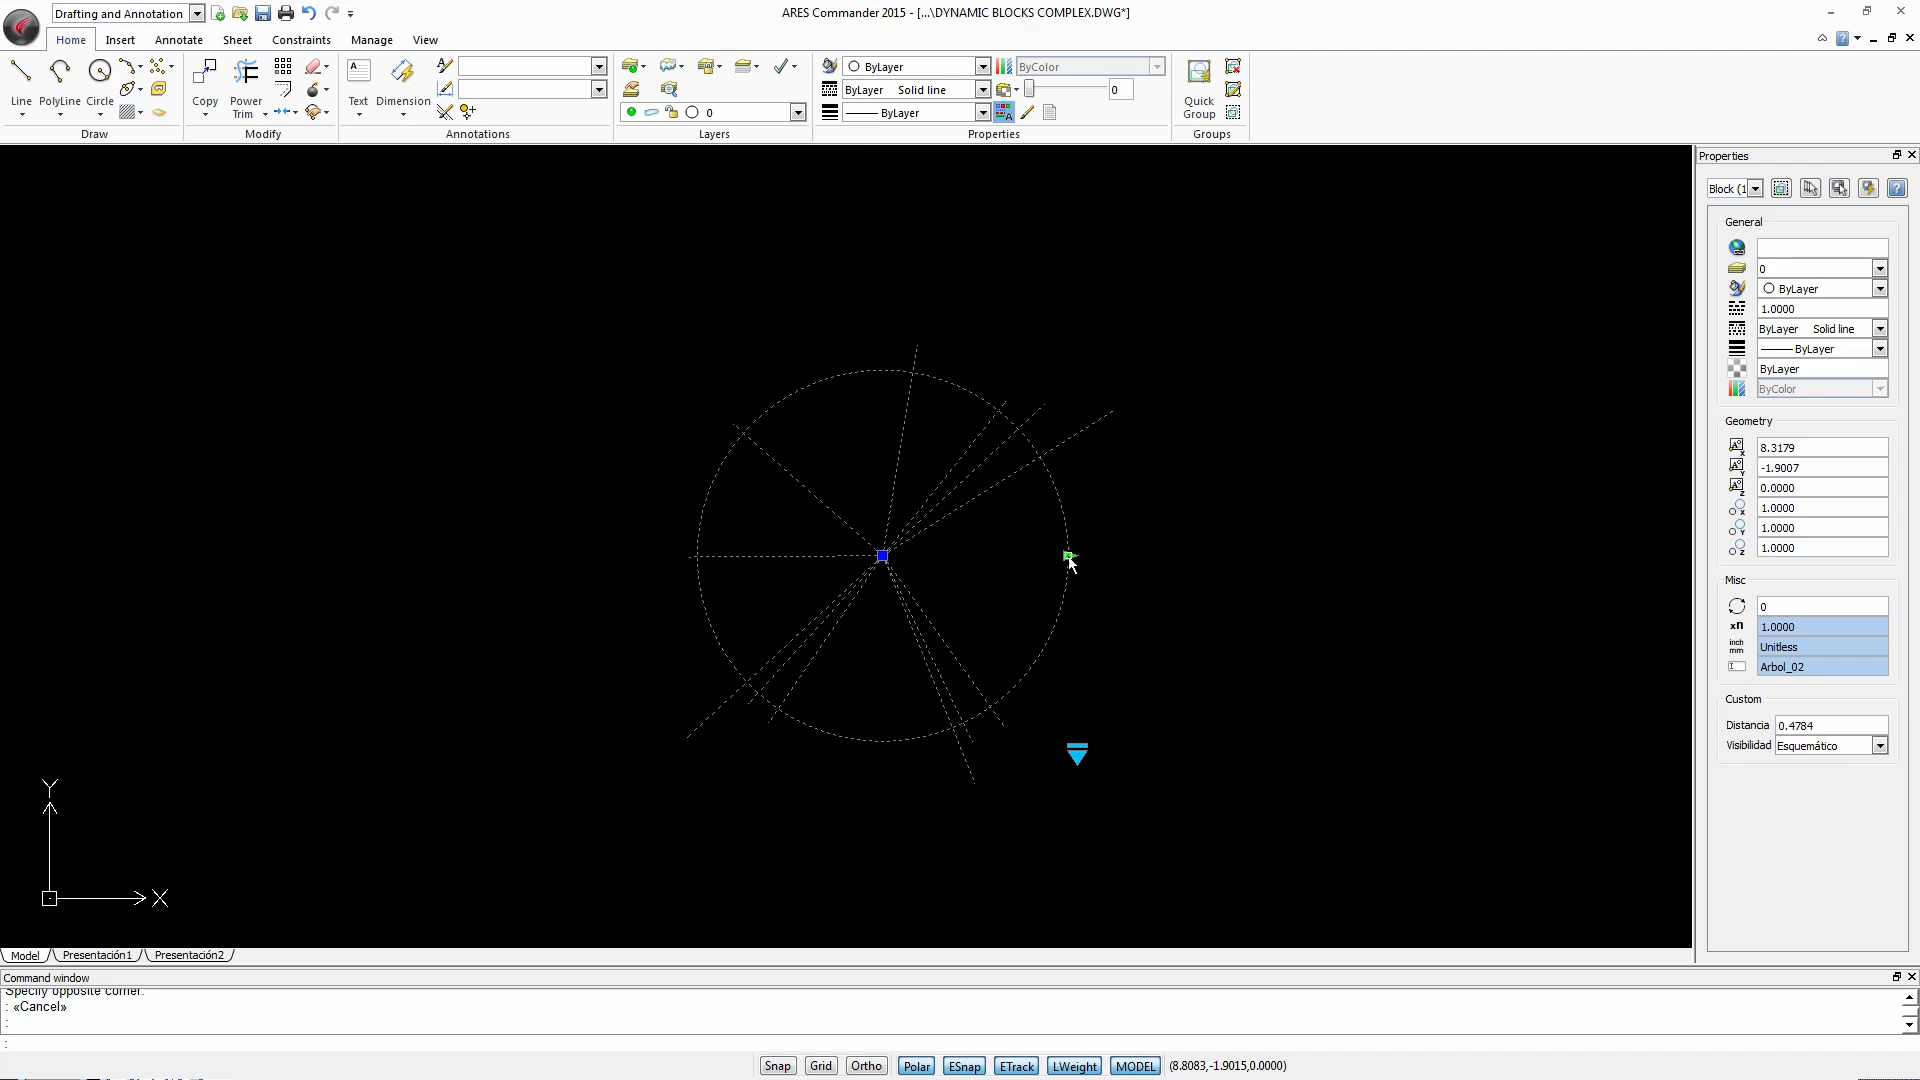 Drafting and Annotation
ARES Commander 2015 - [...\DYNAMIC BLOCKS COMPLEX.DWG*]
Home Insert Annotate Sheet Constraints Manage View
ByLayer ByColor
ByLayer Solid line 0
0 ByLayer
Line PolyLine Circle Copy Power Trim Text Dimension Quick Group
Draw Modify Annotations Layers Properties Groups
Properties
Block (1
General
0
ByLayer
1.0000
ByLayer Solid line
ByLayer
ByLayer
ByColor
Geometry
X 8.3179
Y -1.9007
Z 0.0000
X 1.0000
Y 1.0000
Z 1.0000
Misc
0
xn 1.0000
inch mm Unitless
Arbol_02
Custom
Distancia 0.4784
Visibilidad Esquemático
Y
X
Model Presentación1 Presentación2
Command window
Specify opposite corner:
: «Cancel»
:
:
Snap Grid Ortho Polar ESnap ETrack LWeight MODEL (8.8083,-1.9015,0.0000)